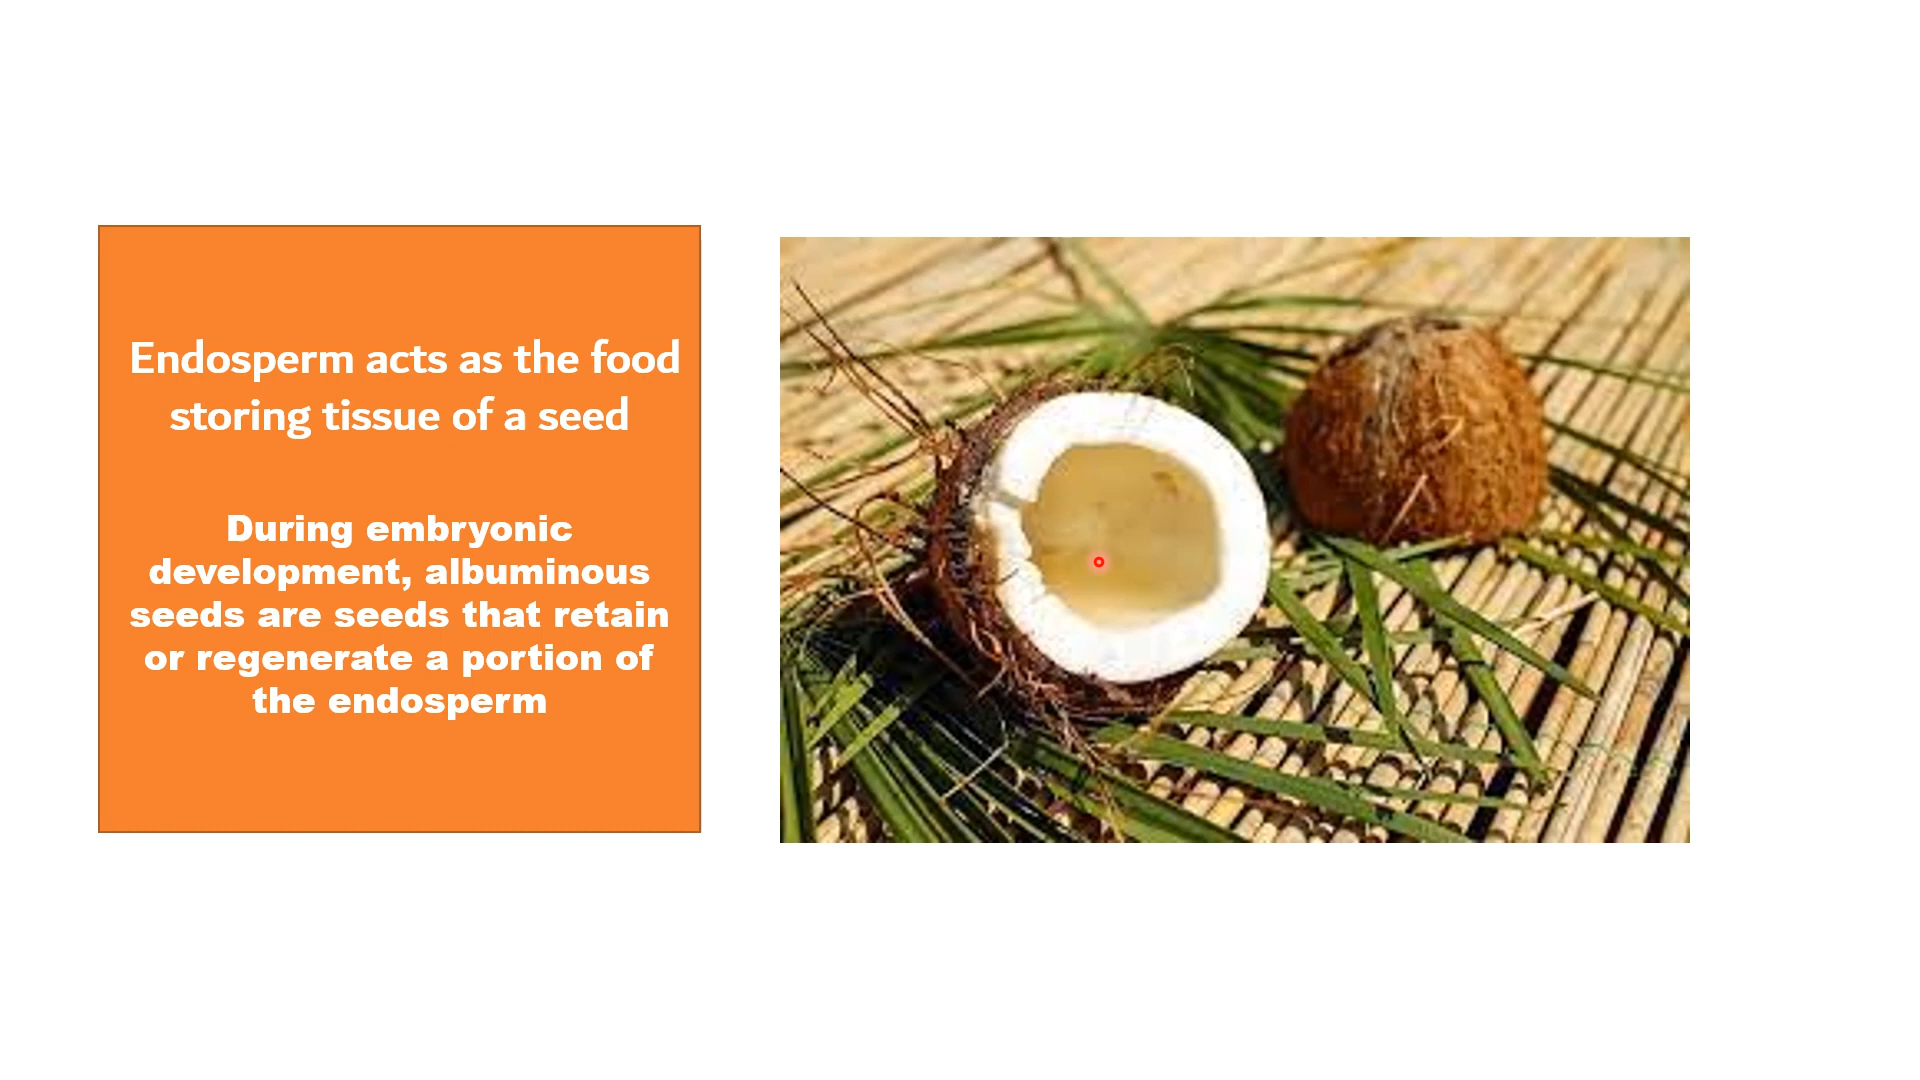 Endosperm acts as the food
storing tissue of a seed
During embryonic
development, albuminous
seeds are seeds that retain
or regenerate a portion of
the endosperm